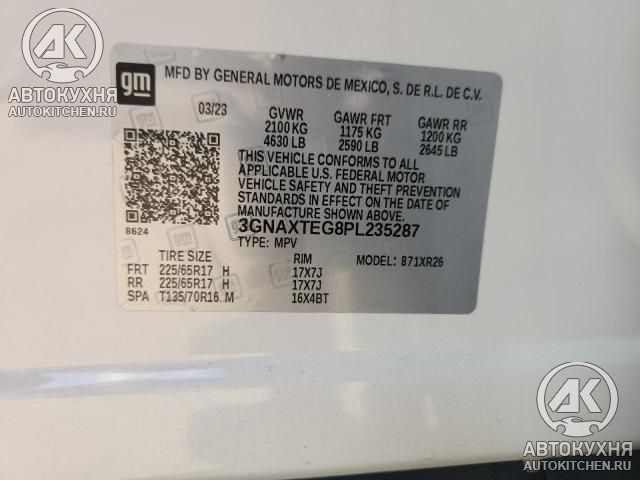 АВТОКУХНЯ
AUTOKITCHEN.RU
gm
MFD BY GENERAL MOTORS DE MEXICO, S. DE R.L. DE C.V.
03/23 GVWR GAWR FRT GAWR RR
2100 KG 1175 KG 1200 KG
4630 LB 2590 LB 2645 LB
THIS VEHICLE CONFORMS TO ALL
APPLICABLE U.S. FEDERAL MOTOR
VEHICLE SAFETY AND THEFT PREVENTION
STANDARDS IN EFFECT ON THE DATE OF
MANUFACTURE SHOWN ABOVE.
8624 3GNAXTEG8PL235287
TYPE: MPV
TIRE SIZE RIM MODEL: 871XR26
FRT 225/65R17 H 17X7J
RR 225/65R17 H 17X7J
SPA T135/70R16 M 16X4BT
АК
АВТОКУХНЯ
AUTOKITCHEN.RU